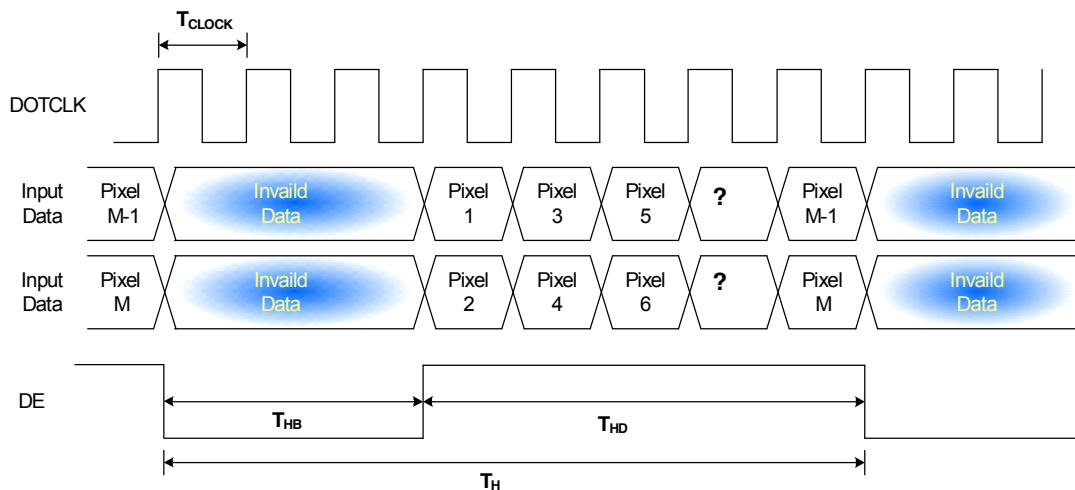 TCLOCK
DOTCLK
Input Data
Pixel M-1
Invaild Data
Pixel 1
Pixel 3
Pixel 5
?
Pixel M-1
Invaild Data
Input Data
Pixel M
Invaild Data
Pixel 2
Pixel 4
Pixel 6
?
Pixel M
Invaild Data
DE
THB
THD
TH